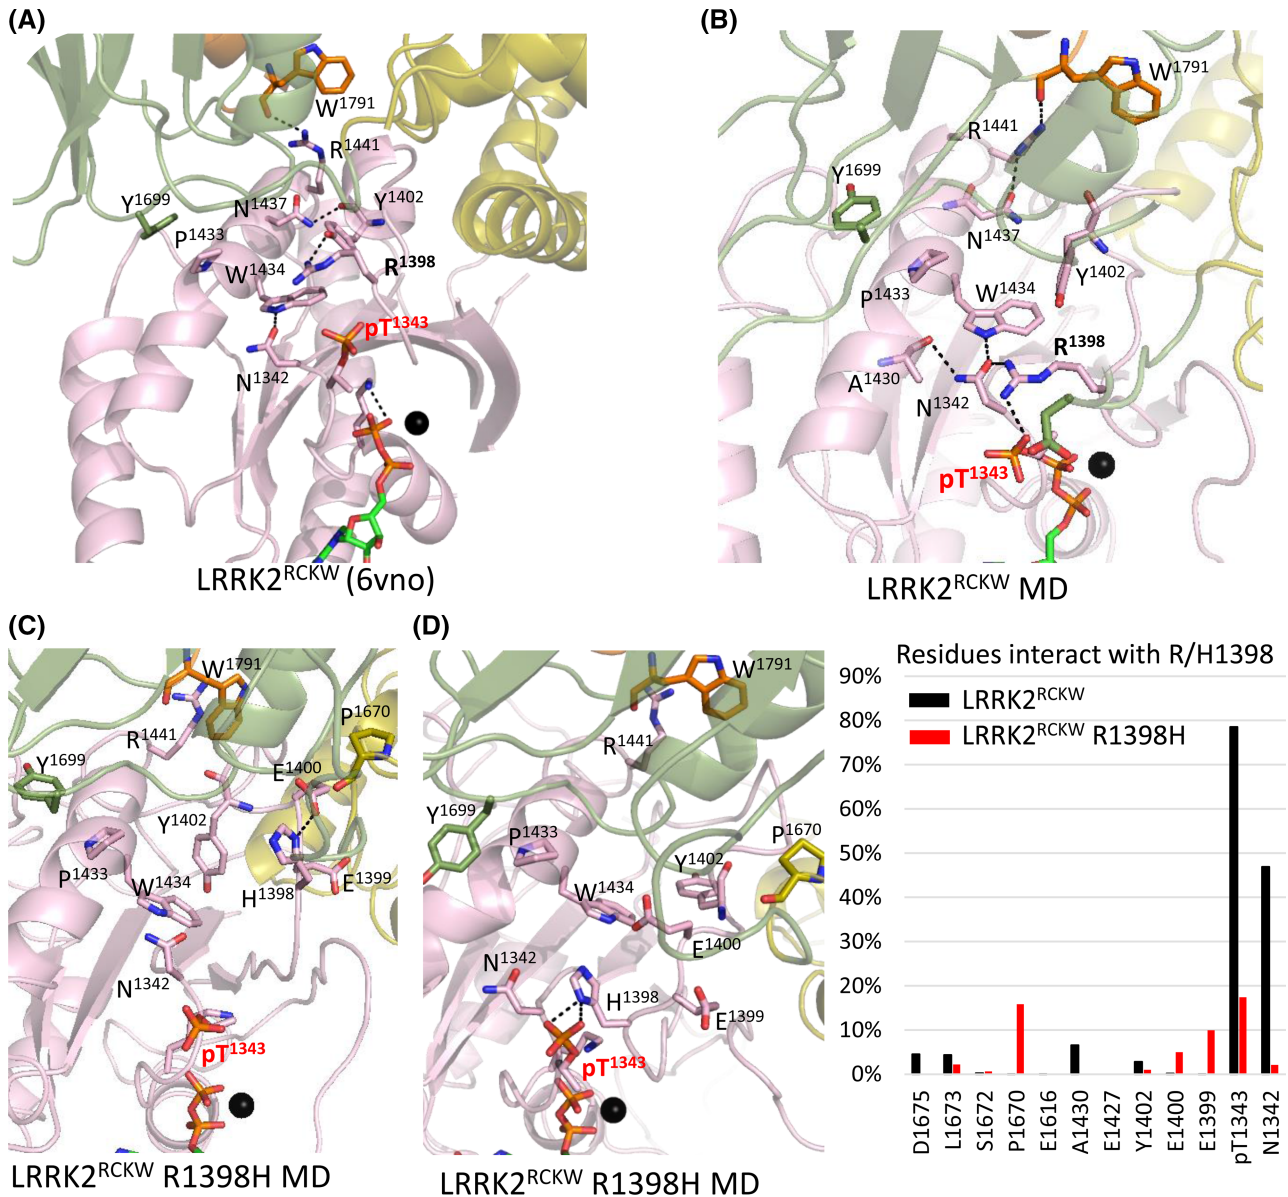 (A)
W1791
R1441
Y1699
N1437
Y1402
P1433
W1434
R1398
pT1343
N1342
LRRK2RCKW (6vno)
(B)
W1791
R1441
Y1699
N1437
Y1402
P1433
W1434
R1398
A1430
N1342
pT1343
LRRK2RCKW MD
(C)
W1791
P1670
R1441
E1400
Y1699
Y1402
P1433
W1434
H1398
E1399
N1342
pT1343
LRRK2RCKW R1398H MD
(D)
W1791
R1441
Y1699
P1433
P1670
Y1402
W1434
E1400
N1342
H1398
E1399
pT1343
LRRK2RCKW R1398H MD
Residues interact with R/H1398
90%
LRRK2RCKW
80%
LRRK2RCKW R1398H
70%
60%
50%
40%
30%
20%
10%
0%
D1675
L1673
S1672
P1670
E1616
A1430
E1427
Y1402
E1400
E1399
pT1343
N1342